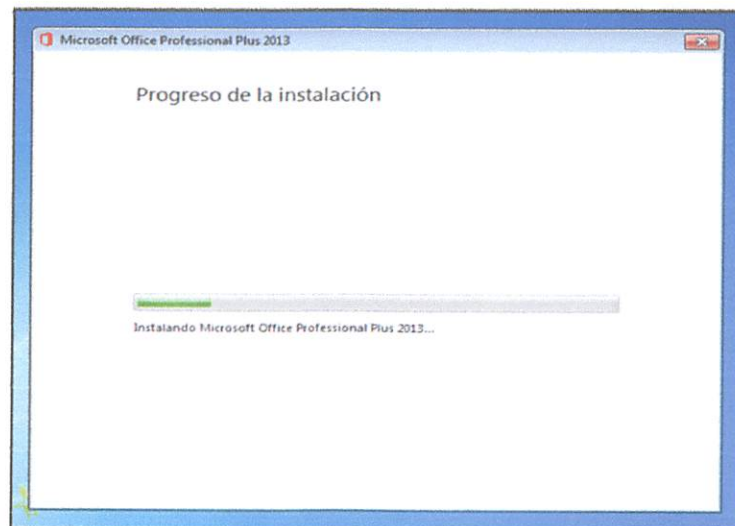 Microsoft Office Professional Plus 2013
Progreso de la instalación
Instalando Microsoft Office Professional Plus 2013...